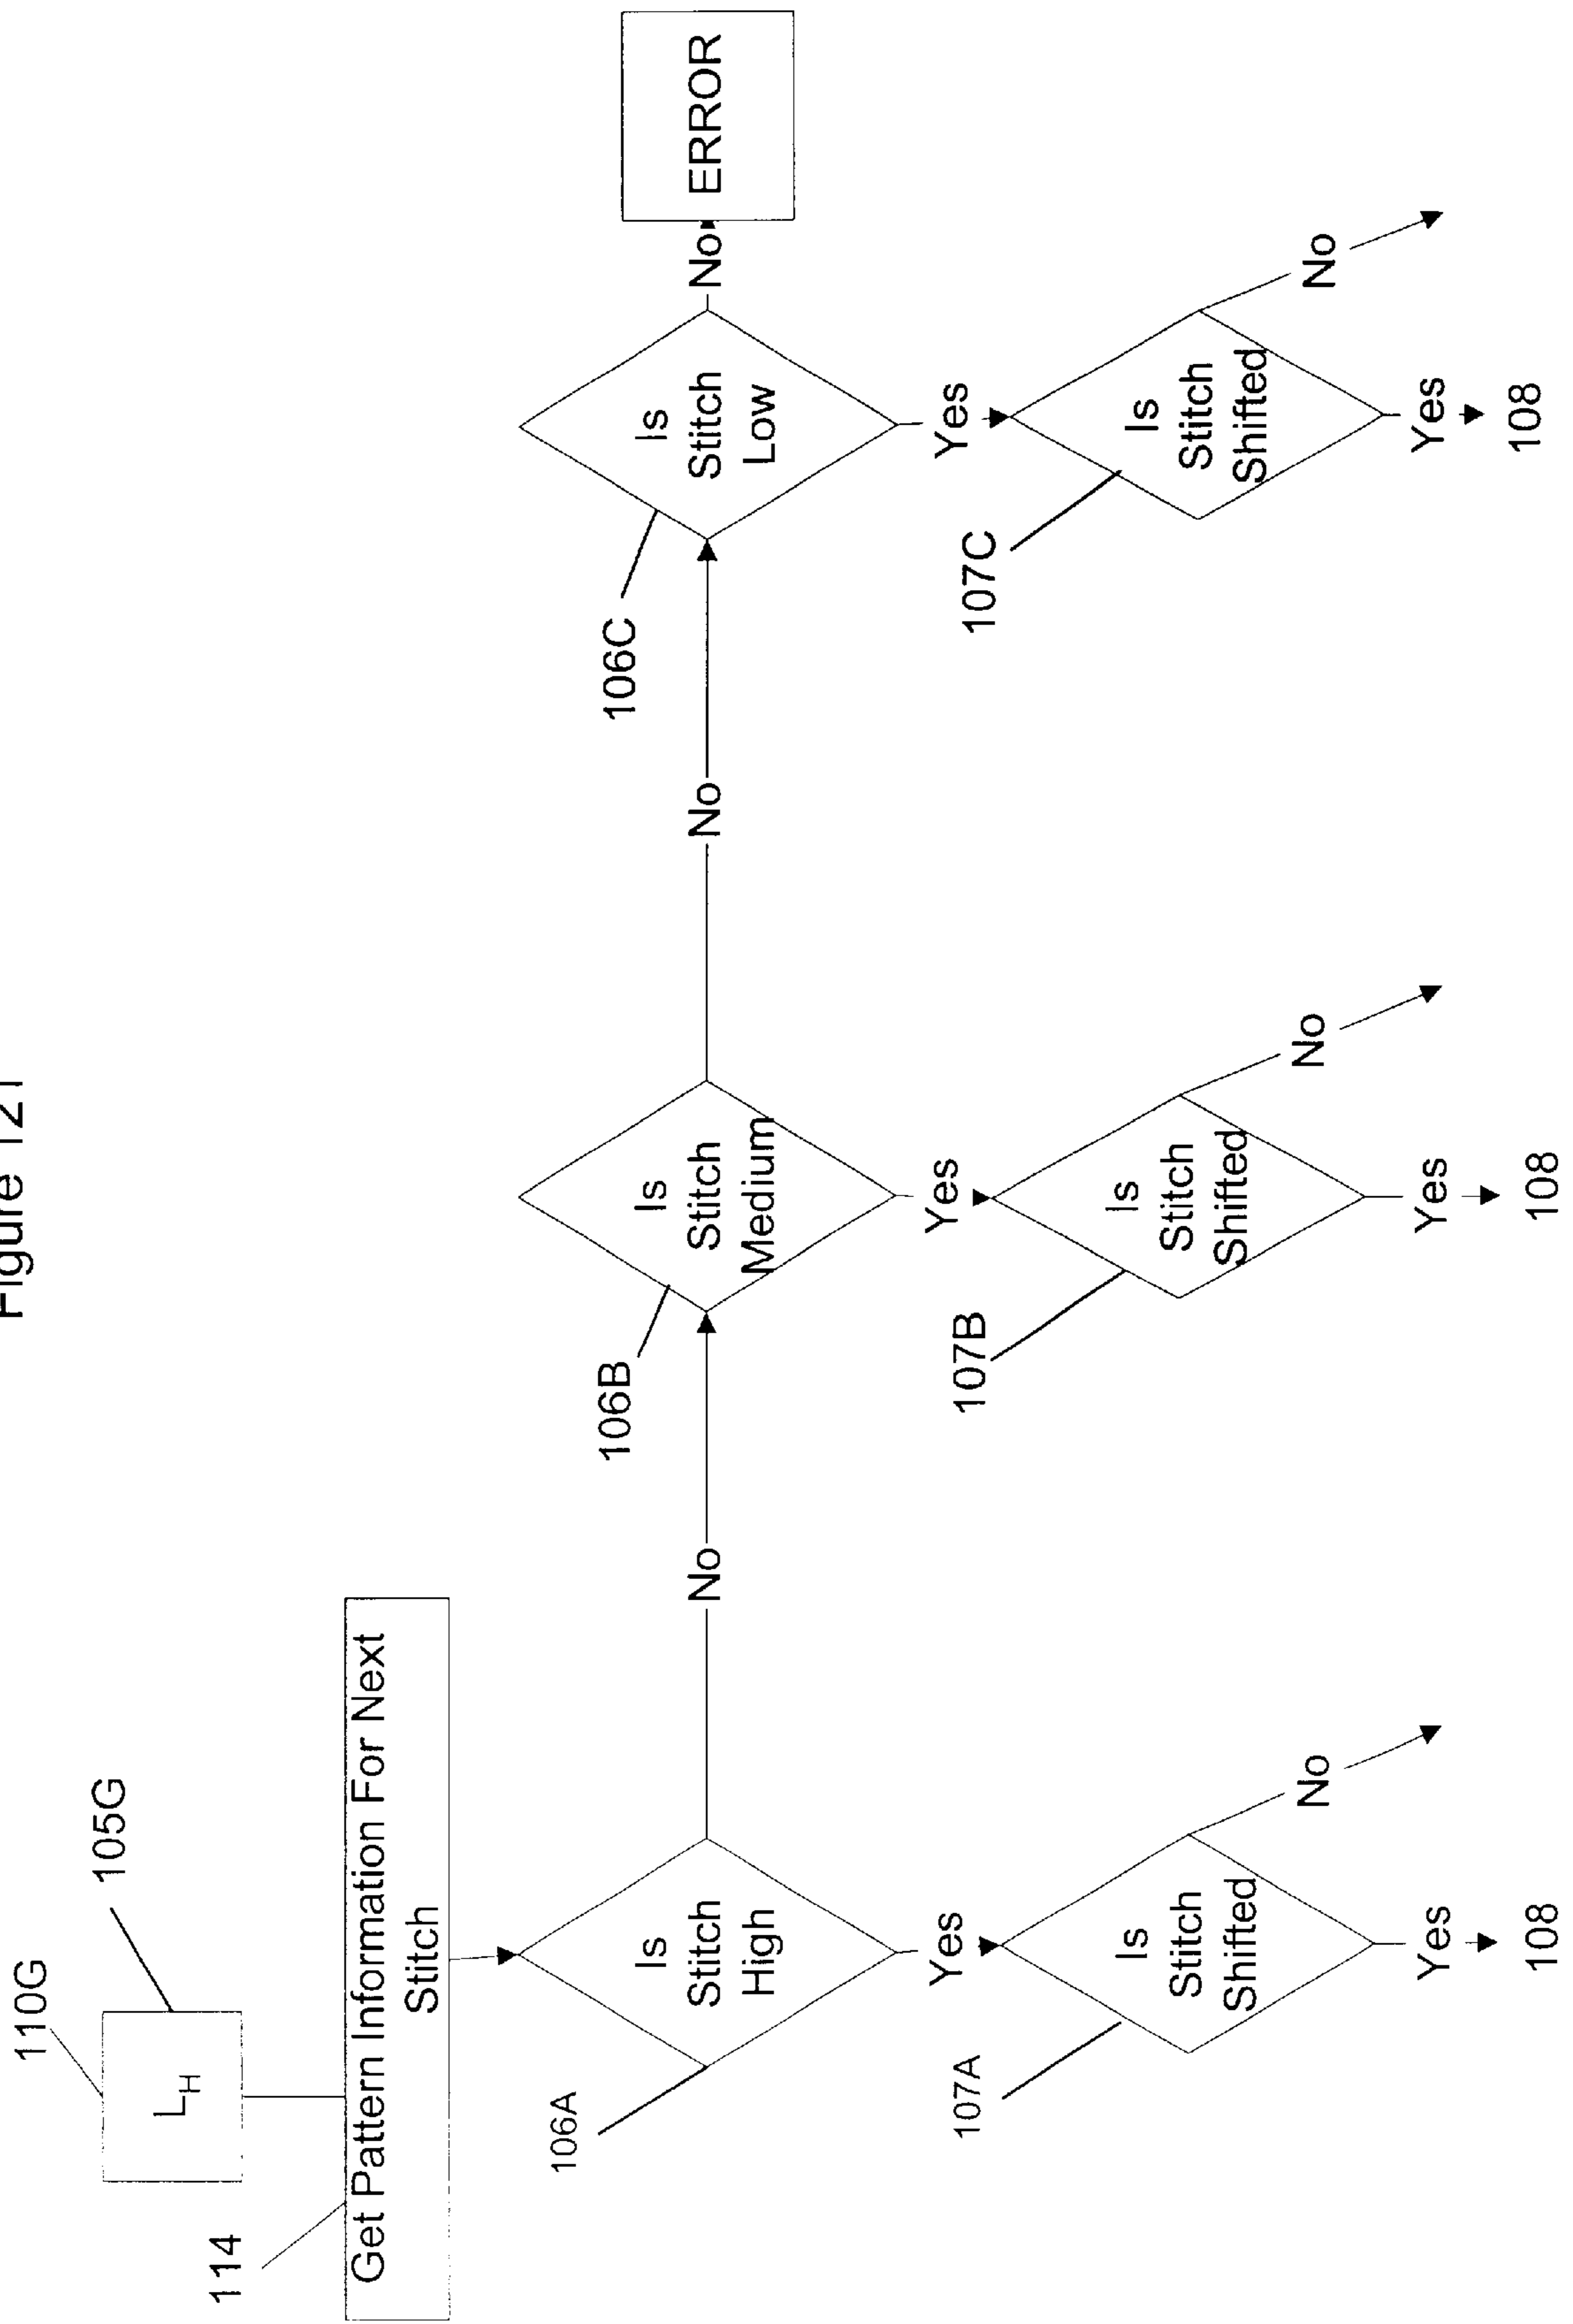 Figure 12I
110G
105G
L_H
114
Get Pattern Information For Next
Stitch
106A
Is
Stitch
High
No
106B
Is
Stitch
Medium
No
106C
Is
Stitch
Low
No
ERROR
Yes
Yes
Yes
107A
Is
Stitch
Shifted
No
107B
Is
Stitch
Shifted
No
107C
Is
Stitch
Shifted
No
Yes
Yes
Yes
108
108
108